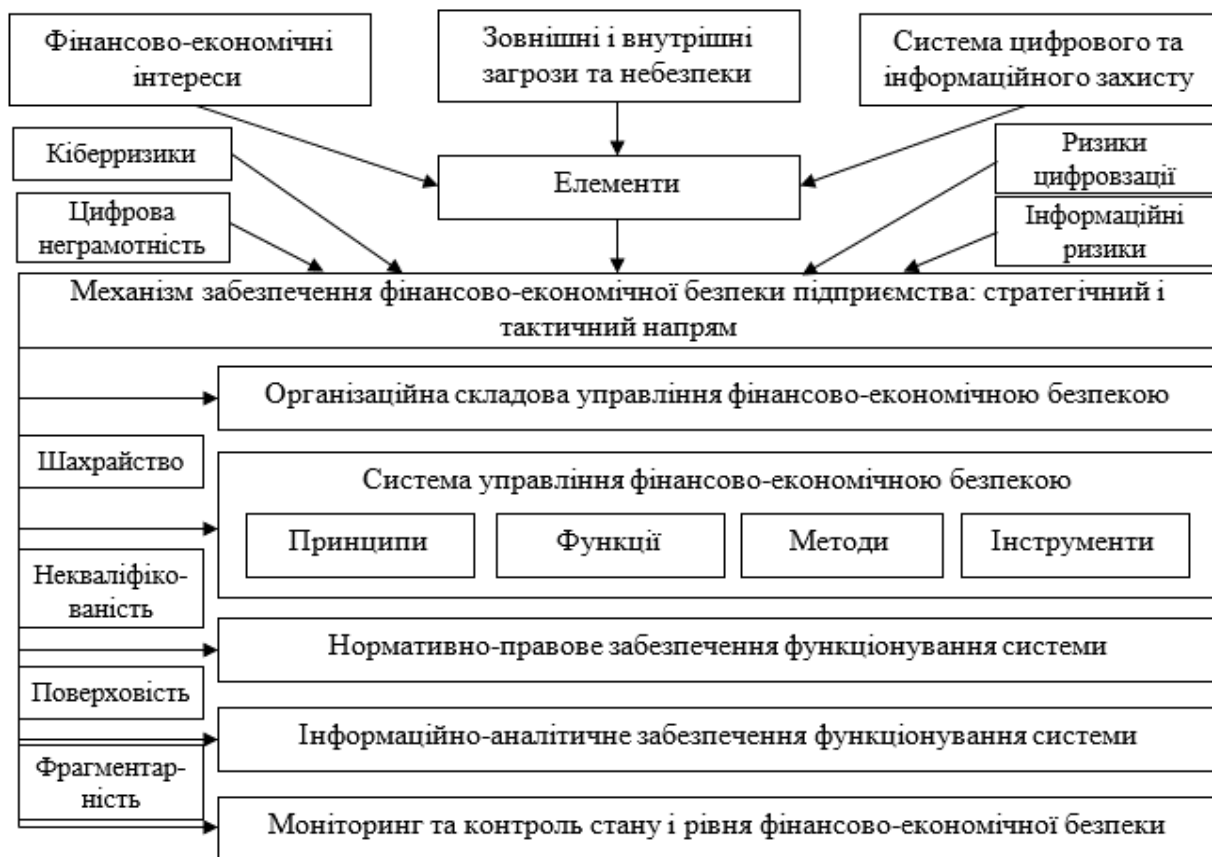 Фінансово-економічні
інтереси
Зовнішні і внутрішні
загрози та небезпеки
Система цифрового та
інформаційного захисту
Кіберризики
Елементи
Ризики
цифровзації
Цифрова
неграмотність
Інформаційні
ризики
Механізм забезпечення фінансово-економічної безпеки підприємства: стратегічний і
тактичний напрям
Організаційна складова управління фінансово-економічною безпекою
Шахрайство
Система управління фінансово-економічною безпекою
Принципи
Функції
Методи
Інструменти
Некваліфіко-
ваність
Нормативно-правове забезпечення функціонування системи
Поверховість
Інформаційно-аналітичне забезпечення функціонування системи
Фрагментар-
ність
Моніторинг та контроль стану і рівня фінансово-економічної безпеки